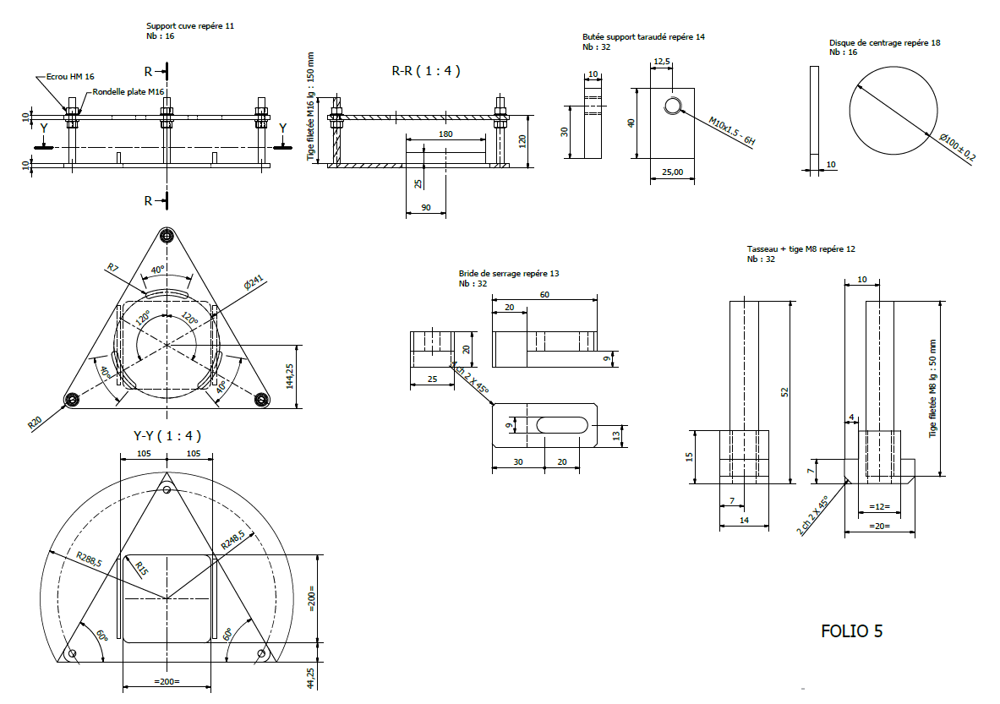 Support cuve repére 11
Nb : 16
Ecrou HM 16
Rondelle plate M16
R
R
Y
Y
10
10
R-R ( 1 : 4 )
Tige filetée M16 lg : 150 mm
180
120
25
90
Butée support taraudé repére 14
Nb : 32
10
12,5
30
40
M10x1.5 - 6H
25,00
Disque de centrage repére 18
Nb : 16
10
Ø100± 0,2
R7
40°
Ø241
120°
120°
40°
40°
144,25
R20
Bride de serrage repére 13
Nb : 32
60
20
20
25
9
4 ch 2 X 45°
9
13
30
20
Tasseau + tige M8 repére 12
Nb : 32
10
52
Tige filetée M8 lg : 50 mm
4
15
7
7
14
2 ch 2 X 45°
=12=
=20=
Y-Y ( 1 : 4 )
105
105
R288,5
R248,5
R15
60°
60°
=200=
44,25
=200=
FOLIO 5